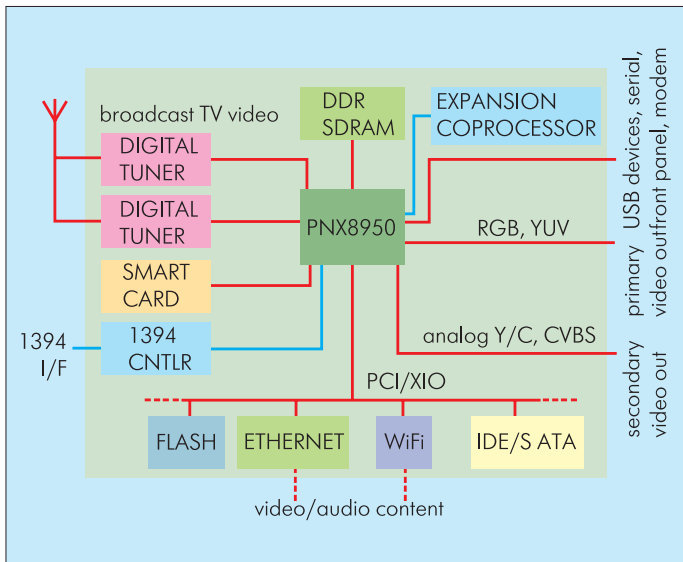 broadcast TV video
DIGITAL
TUNER
DIGITAL
TUNER
SMART
CARD
1394
I/F
1394
CNTLR
DDR
SDRAM
EXPANSION
COPROCESSOR
PNX8950
RGB, YUV
analog Y/C, CVBS
PCI/XIO
FLASH
ETHERNET
WiFi
IDE/S ATA
video/audio content
USB devices, serial,
front panel, modem
primary
video out
secondary
video out